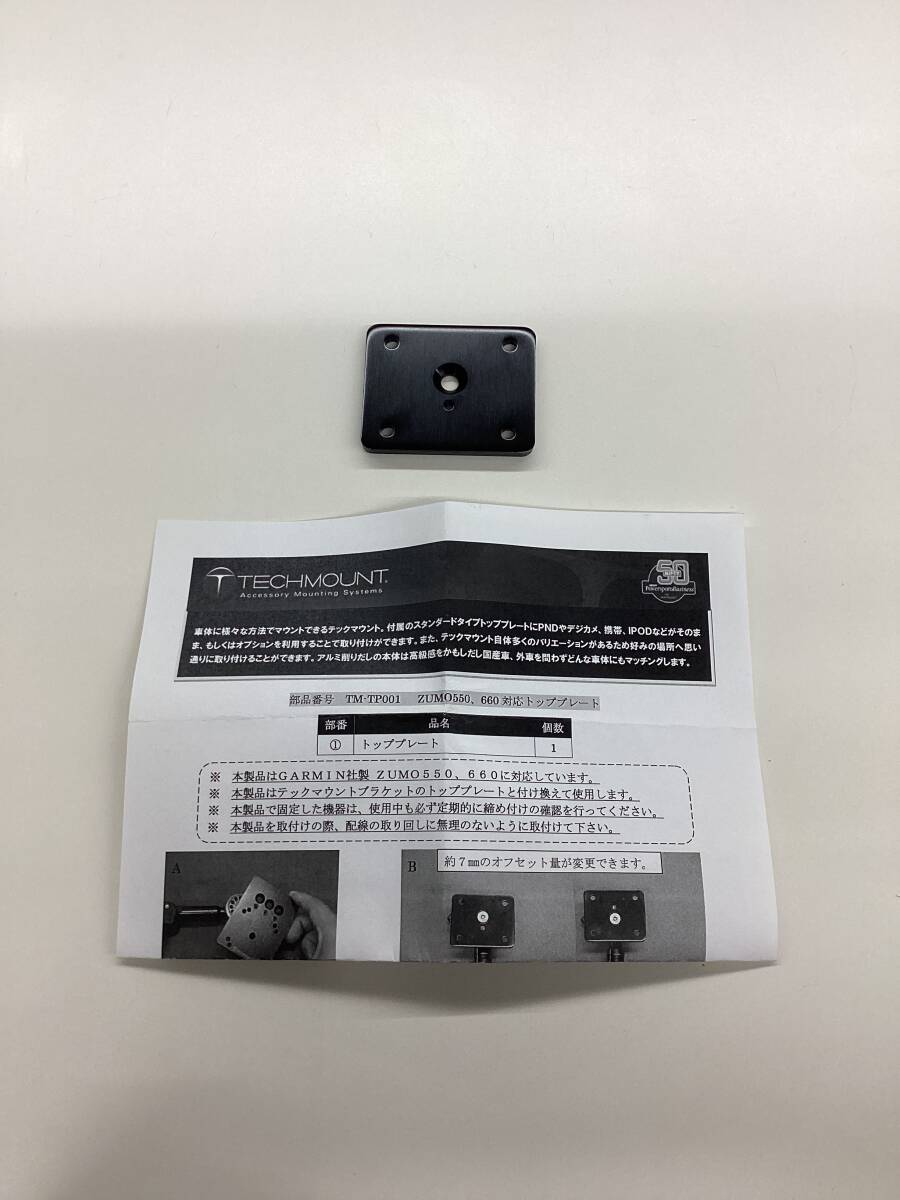 TECHMOUNT
Accessory Mounting Systems
50
PowersportsBusiness
車体に様々な方法でマウントできるテックマウント。付属のスタンダードタイプトッププレートにPNDやデジカメ、携帯、IPODなどがそのま
ま、もしくはオプションを利用することで取り付けができます。また、テックマウント自体多くのバリエーションがあるため好みの場所へ思い
通りに取り付けることができます。アルミ削りだしの本体は高級感をかもしだし国産車、外車を問わずどんな車体にもマッチングします。
部品番号 TM-TP001 ZUMO550、660対応トッププレート
部番 品名 個数
① トッププレート 1
※ 本製品はGARMIN社製 ZUMO550、660に対応しています。
※ 本製品はテックマウントブラケットのトッププレートと付け換えて使用します。
※ 本製品で固定した機器は、使用中も必ず定期的に締め付けの確認を行ってください。
※ 本製品を取付けの際、配線の取り回しに無理のないように取付けて下さい。
A
B 約7㎜のオフセット量が変更できます。